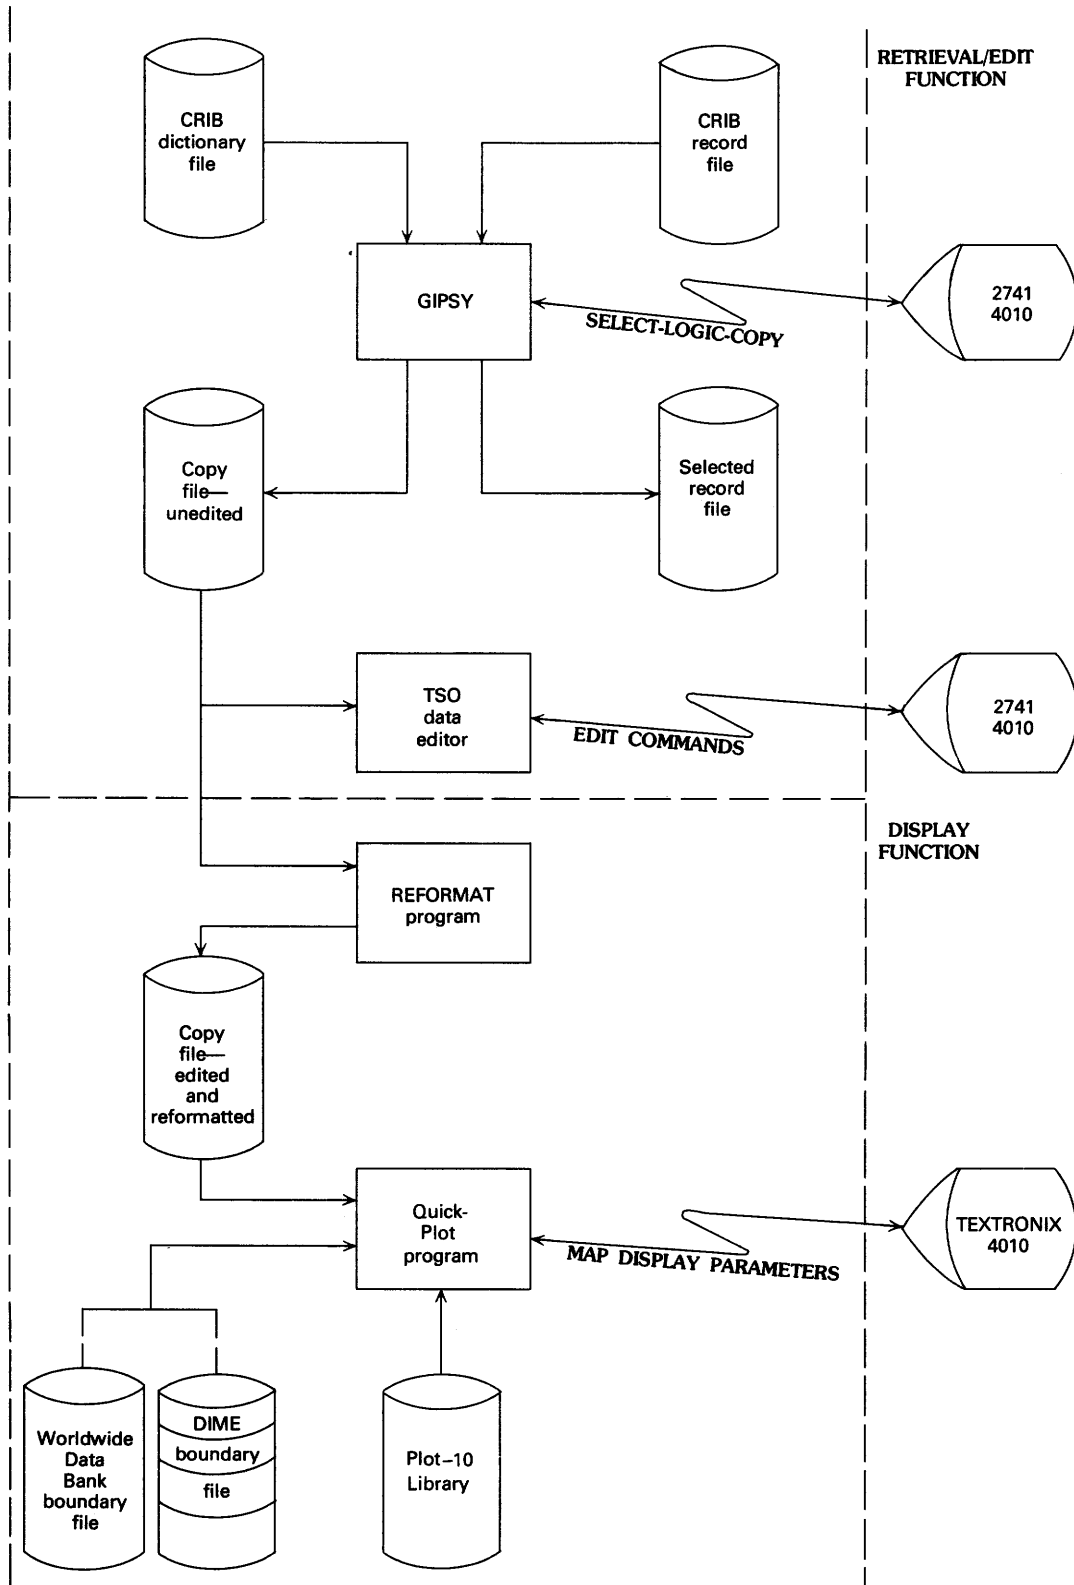 RETRIEVAL/EDIT
FUNCTION
CRIB
dictionary
file
CRIB
record
file
GIPSY
SELECT-LOGIC-COPY
2741
4010
Copy
file—
unedited
Selected
record
file
TSO
data
editor
EDIT COMMANDS
2741
4010
DISPLAY
FUNCTION
REFORMAT
program
Copy
file—
edited
and
reformatted
Quick-
Plot
program
MAP DISPLAY PARAMETERS
TEXTRONIX
4010
Worldwide
Data
Bank
boundary
file
DIME
boundary
file
Plot-10
Library